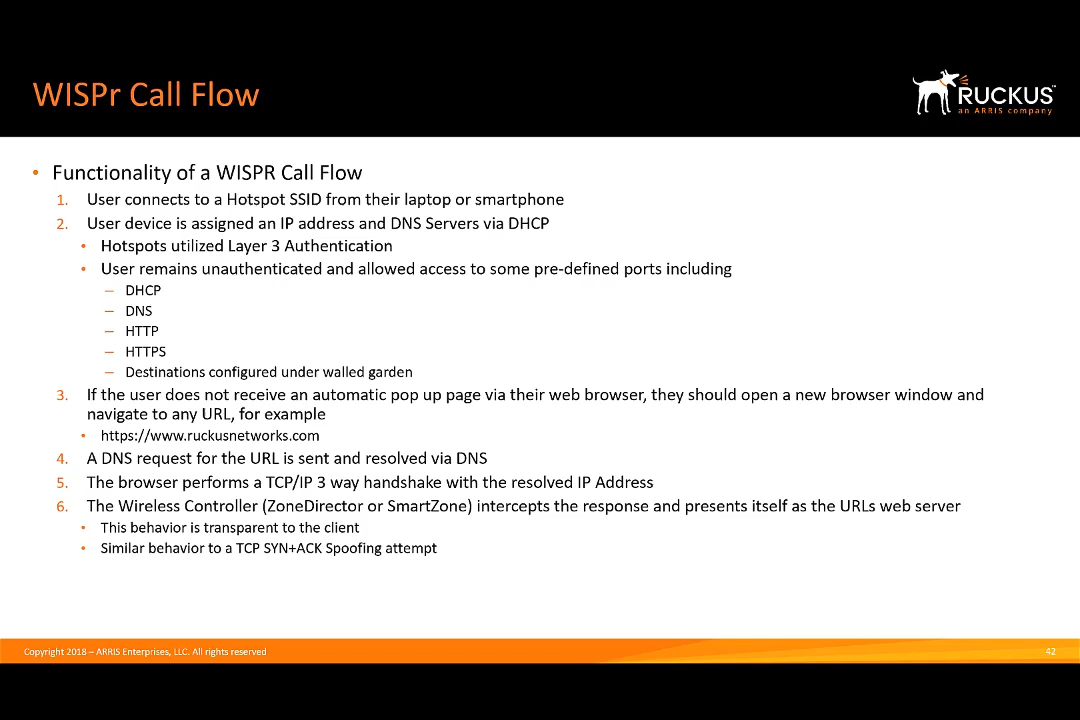 WISPr Call Flow
RUCKUS™
an ARRIS company
• Functionality of a WISPR Call Flow
1. User connects to a Hotspot SSID from their laptop or smartphone
2. User device is assigned an IP address and DNS Servers via DHCP
• Hotspots utilized Layer 3 Authentication
• User remains unauthenticated and allowed access to some pre-defined ports including
– DHCP
– DNS
– HTTP
– HTTPS
– Destinations configured under walled garden
3. If the user does not receive an automatic pop up page via their web browser, they should open a new browser window and
navigate to any URL, for example
• https://www.ruckusnetworks.com
4. A DNS request for the URL is sent and resolved via DNS
5. The browser performs a TCP/IP 3 way handshake with the resolved IP Address
6. The Wireless Controller (ZoneDirector or SmartZone) intercepts the response and presents itself as the URLs web server
• This behavior is transparent to the client
• Similar behavior to a TCP SYN+ACK Spoofing attempt
Copyright 2018 – ARRIS Enterprises, LLC. All rights reserved
42